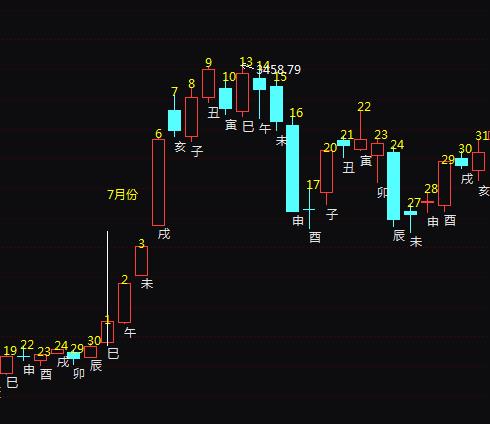 9
13
14
3458.79
10
15
7
8
丑
16
寅
巳
午
未
6
亥
子
22
21
23
24
20
29
30
31
丑
寅
戌
亥
17
7月份
28
27
卯
子
申
酉
辰
未
申
酉
戌
3
未
2
午
1
巳
19
22
23
24
29
30
巳
申
酉
戌
卯
辰